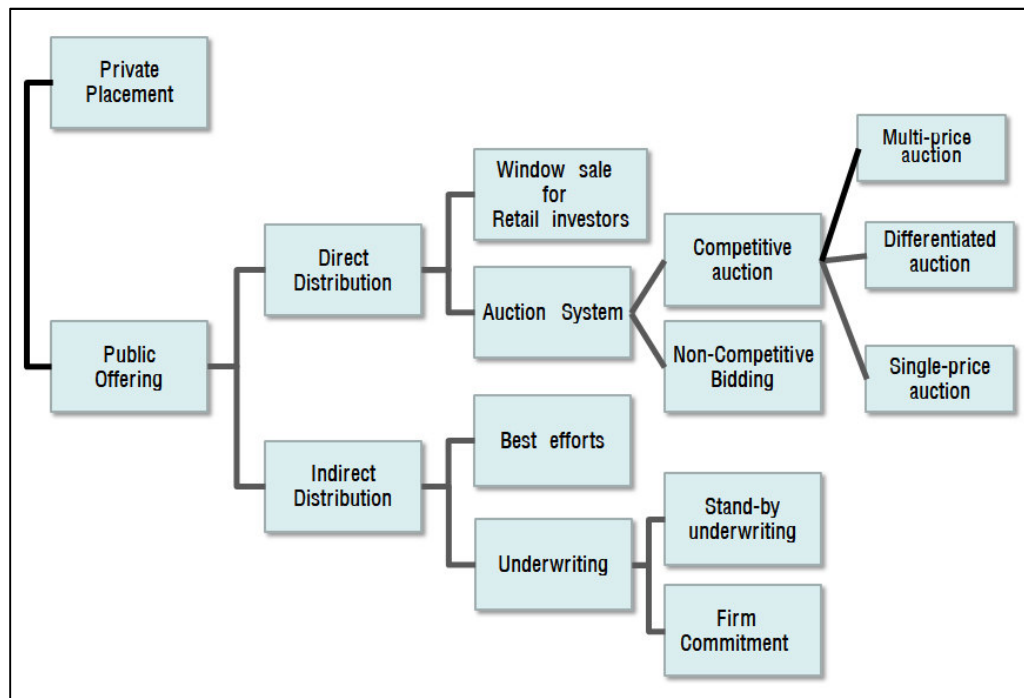 Private
Placement
Public
Offering
Direct
Distribution
Indirect
Distribution
Window sale
for
Retail investors
Auction System
Best efforts
Underwriting
Competitive
auction
Non-Competitive
Bidding
Stand-by
underwriting
Firm
Commitment
Multi-price
auction
Differentiated
auction
Single-price
auction